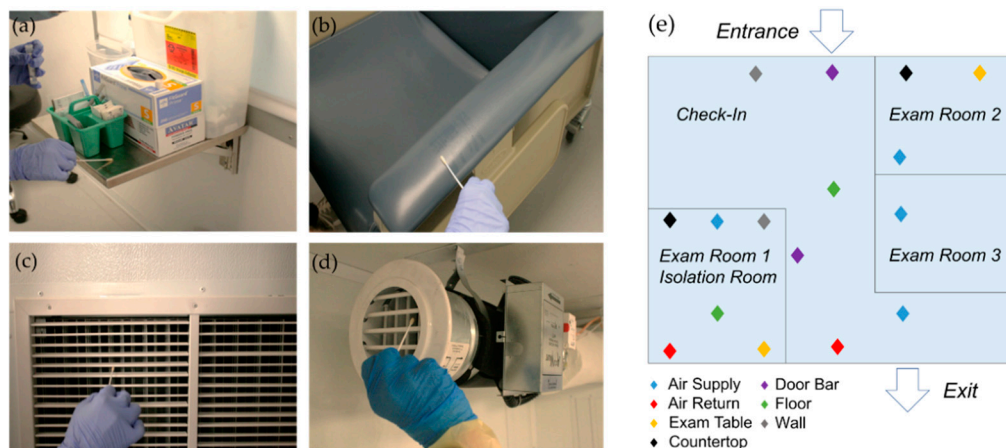 (a)
(b)
(c)
(d)
(e)
Entrance
Check-In
Exam Room 2
Exam Room 1
Isolation Room
Exam Room 3
Air Supply
Air Return
Exam Table
Countertop
Door Bar
Floor
Wall
Exit